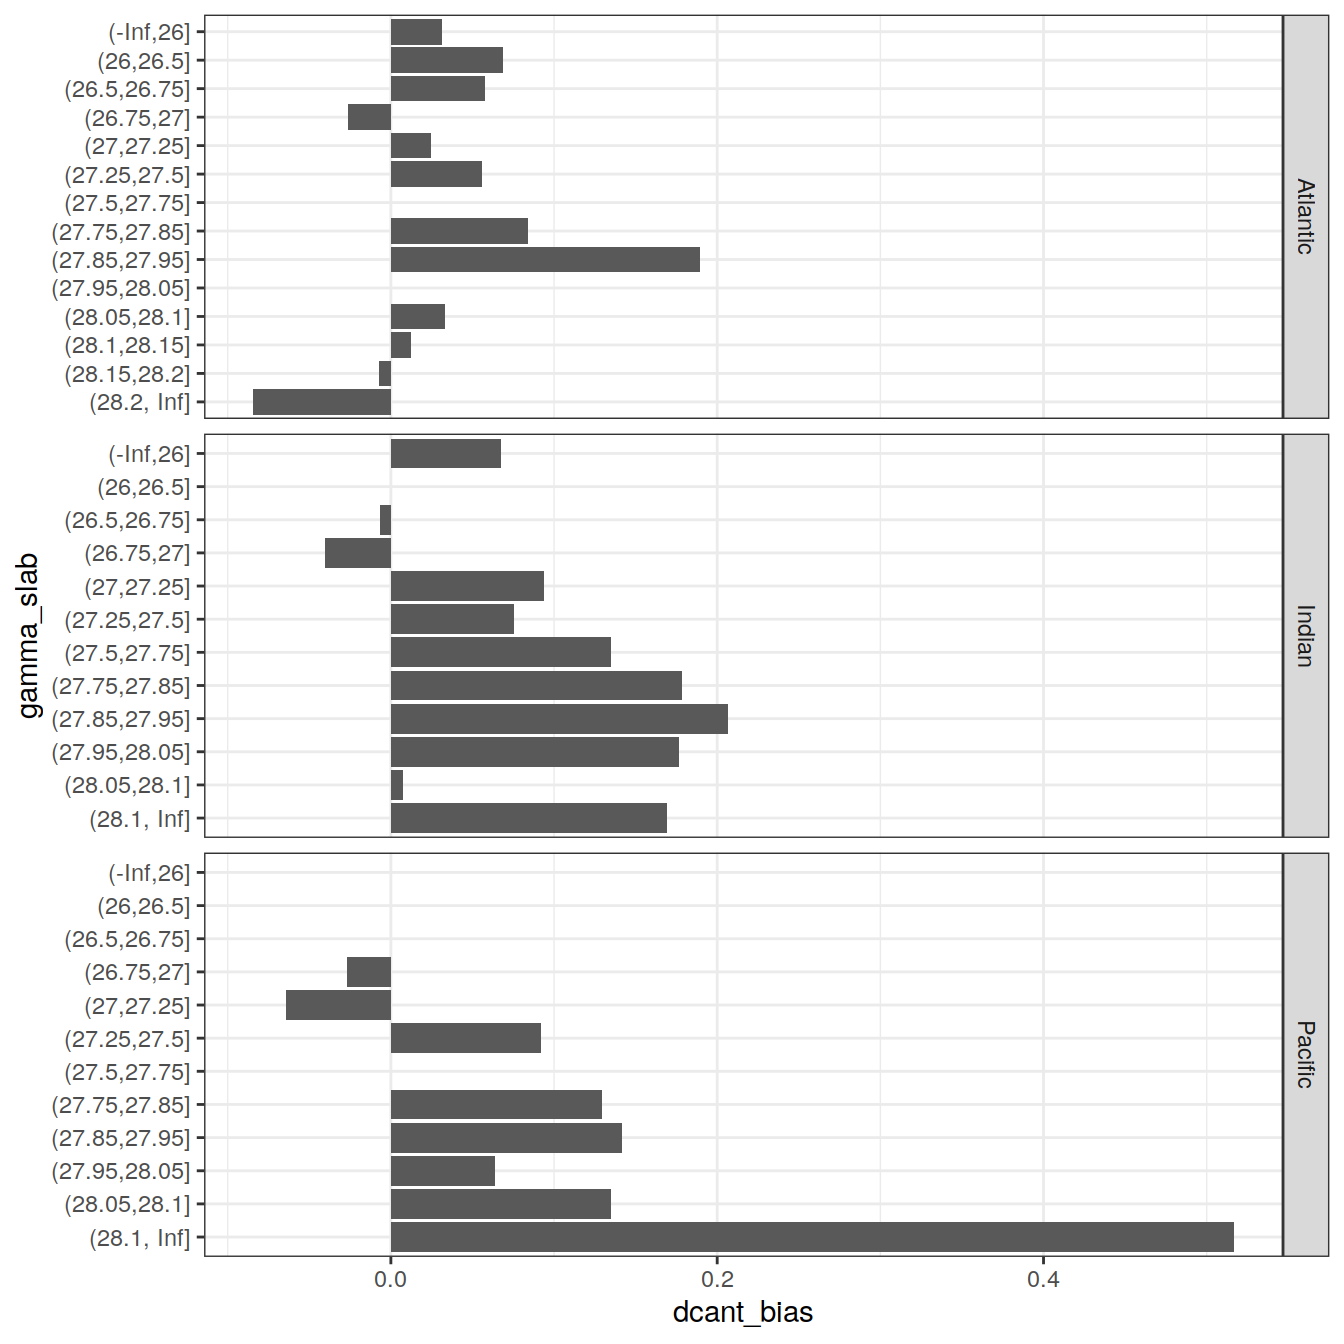 (-Inf,26]
(26,26.5]
(26.5,26.75]
(26.75,27]
(27,27.25]
(27.25,27.5]
(27.5,27.75]
(27.75,27.85]
(27.85,27.95]
(27.95,28.05]
(28.05,28.1]
(28.1,28.15]
(28.15,28.2]
(28.2, Inf]
Atlantic
(-Inf,26]
(26,26.5]
(26.5,26.75]
(26.75,27]
(27,27.25]
(27.25,27.5]
(27.5,27.75]
(27.75,27.85]
(27.85,27.95]
(27.95,28.05]
(28.05,28.1]
(28.1, Inf]
Indian
(-Inf,26]
(26,26.5]
(26.5,26.75]
(26.75,27]
(27,27.25]
(27.25,27.5]
(27.5,27.75]
(27.75,27.85]
(27.85,27.95]
(27.95,28.05]
(28.05,28.1]
(28.1, Inf]
Pacific
gamma_slab
0.0 0.2 0.4
dcant_bias